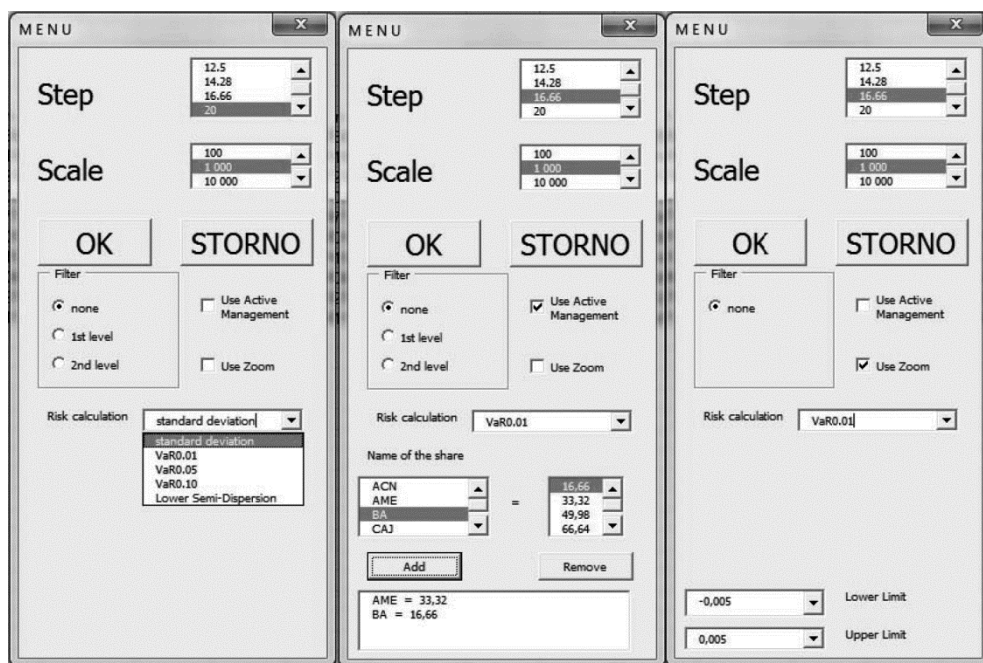 MENU
x
Step
12.5
14.28
16.66
20
Scale
100
1 000
10 000
OK
STORNO
Filter
none
1st level
2nd level
Use Active
Management
Use Zoom
Risk calculation
standard deviation
standard deviation
VaR0.01
VaR0.05
VaR0.10
Lower Semi-Dispersion
MENU
x
Step
12.5
14.28
16.66
20
Scale
100
1 000
10 000
OK
STORNO
Filter
none
1st level
2nd level
Use Active
Management
Use Zoom
Risk calculation
VaR0.01
Name of the share
ACN
AME
BA
CAJ
=
16,66
33,32
49,98
66,64
Add
Remove
AME = 33,32
BA = 16,66
MENU
x
Step
12.5
14.28
16.66
20
Scale
100
1 000
10 000
OK
STORNO
Filter
none
Use Active
Management
Use Zoom
Risk calculation
VaR0.01
-0,005
Lower Limit
0,005
Upper Limit